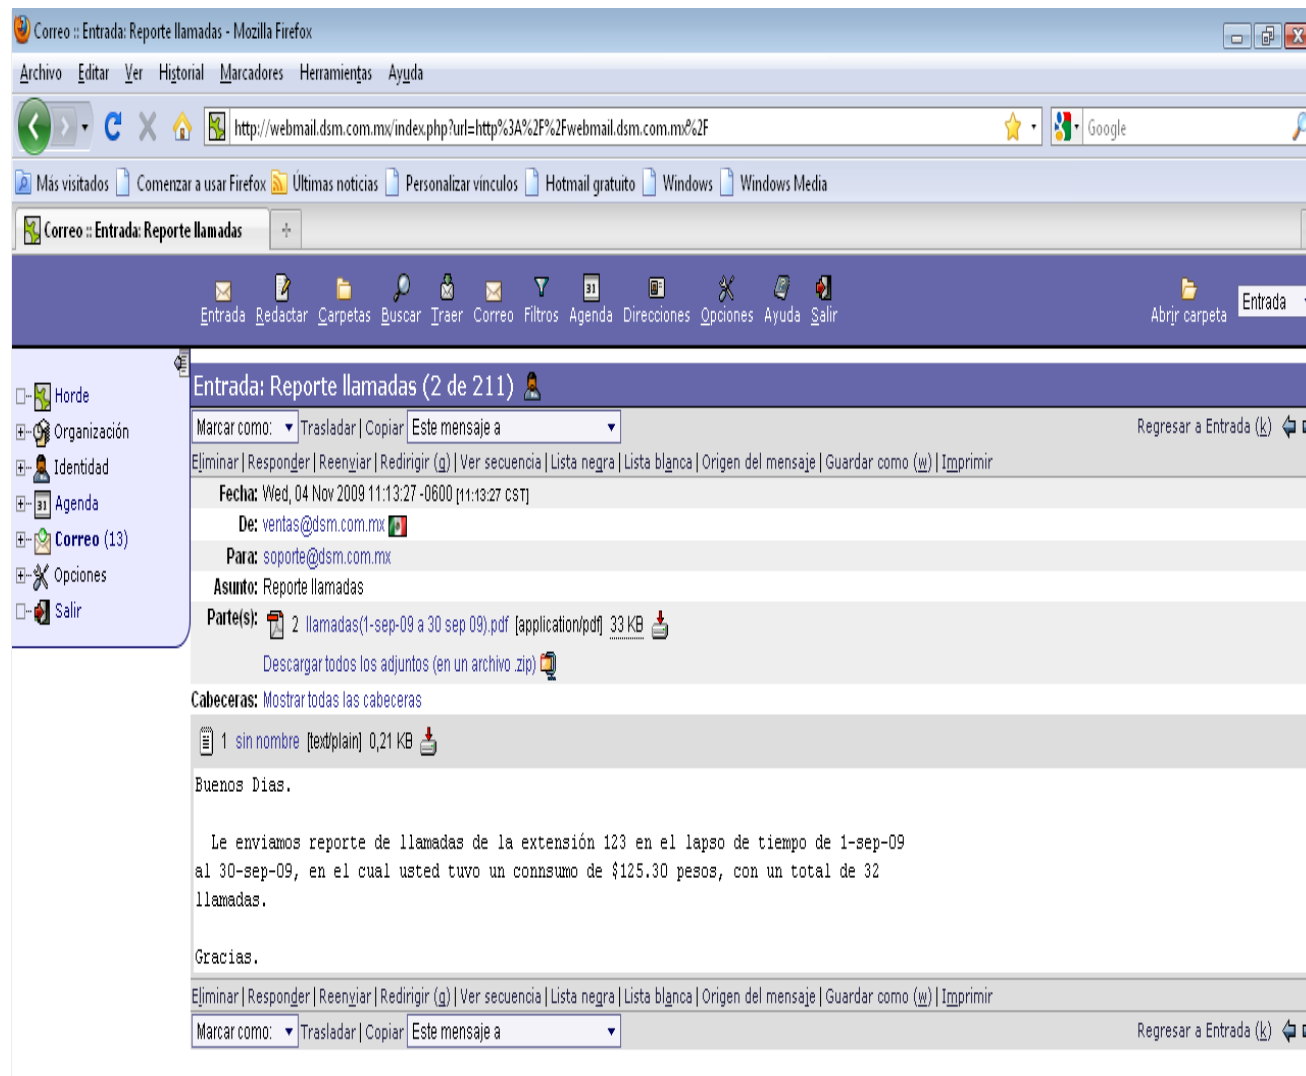 Correo :: Entrada: Reporte llamadas - Mozilla Firefox
Archivo Editar Ver Historial Marcadores Herramientas Ayuda
http://webmail.dsm.com.mx/index.php?url=http%3A%2F%2Fwebmail.dsm.com.mx%2F Google
Más visitados Comenzar a usar Firefox Últimas noticias Personalizar vínculos Hotmail gratuito Windows Windows Media
Correo :: Entrada: Reporte llamadas
Entrada Redactar Carpetas Buscar Traer Correo Filtros Agenda Direcciones Opciones Ayuda Salir Abrir carpeta Entrada
Horde
Organización
Identidad
Agenda
Correo (13)
Opciones
Salir
Entrada: Reporte llamadas (2 de 211)
Marcar como: Trasladar | Copiar Este mensaje a Regresar a Entrada (k)
Eliminar | Responder | Reenviar | Redirigir (g) | Ver secuencia | Lista negra | Lista blanca | Origen del mensaje | Guardar como (w) | Imprimir
Fecha: Wed, 04 Nov 2009 11:13:27 -0600 [11:13:27 CST]
De: ventas@dsm.com.mx
Para: soporte@dsm.com.mx
Asunto: Reporte llamadas
Parte(s): 2 llamadas(1-sep-09 a 30 sep 09).pdf [application/pdf] 33 KB
Descargar todos los adjuntos (en un archivo .zip)
Cabeceras: Mostrar todas las cabeceras
1 sin nombre [text/plain] 0,21 KB
Buenos Dias.
Le enviamos reporte de llamadas de la extensión 123 en el lapso de tiempo de 1-sep-09
al 30-sep-09, en el cual usted tuvo un connsumo de $125.30 pesos, con un total de 32
llamadas.
Gracias.
Eliminar | Responder | Reenviar | Redirigir (g) | Ver secuencia | Lista negra | Lista blanca | Origen del mensaje | Guardar como (w) | Imprimir
Marcar como: Trasladar | Copiar Este mensaje a Regresar a Entrada (k)